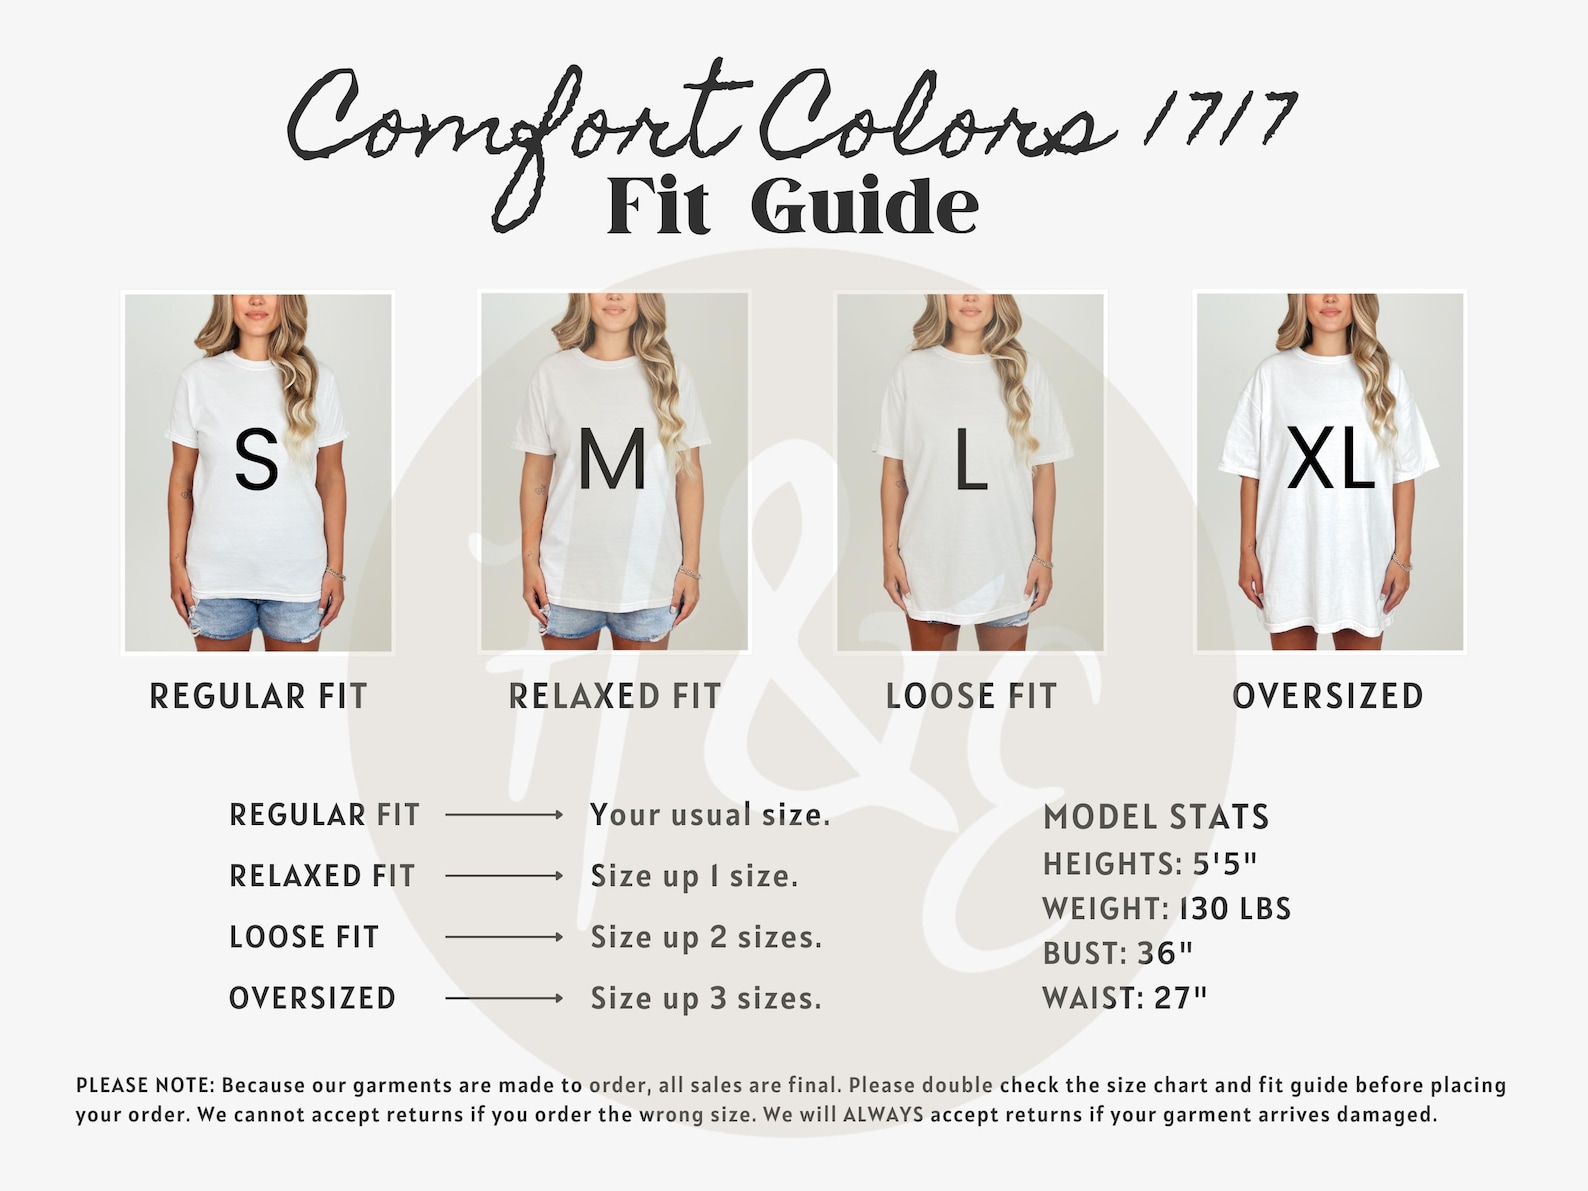 Comfort Colors 1717
Fit Guide
S
M
L
XL
REGULAR FIT
RELAXED FIT
LOOSE FIT
OVERSIZED
REGULAR FIT Your usual size.
RELAXED FIT Size up 1 size.
LOOSE FIT Size up 2 sizes.
OVERSIZED Size up 3 sizes.
MODEL STATS
HEIGHTS: 5'5"
WEIGHT: 130 LBS
BUST: 36"
WAIST: 27"
H&E
PLEASE NOTE: Because our garments are made to order, all sales are final. Please double check the size chart and fit guide before placing
your order. We cannot accept returns if you order the wrong size. We will ALWAYS accept returns if your garment arrives damaged.